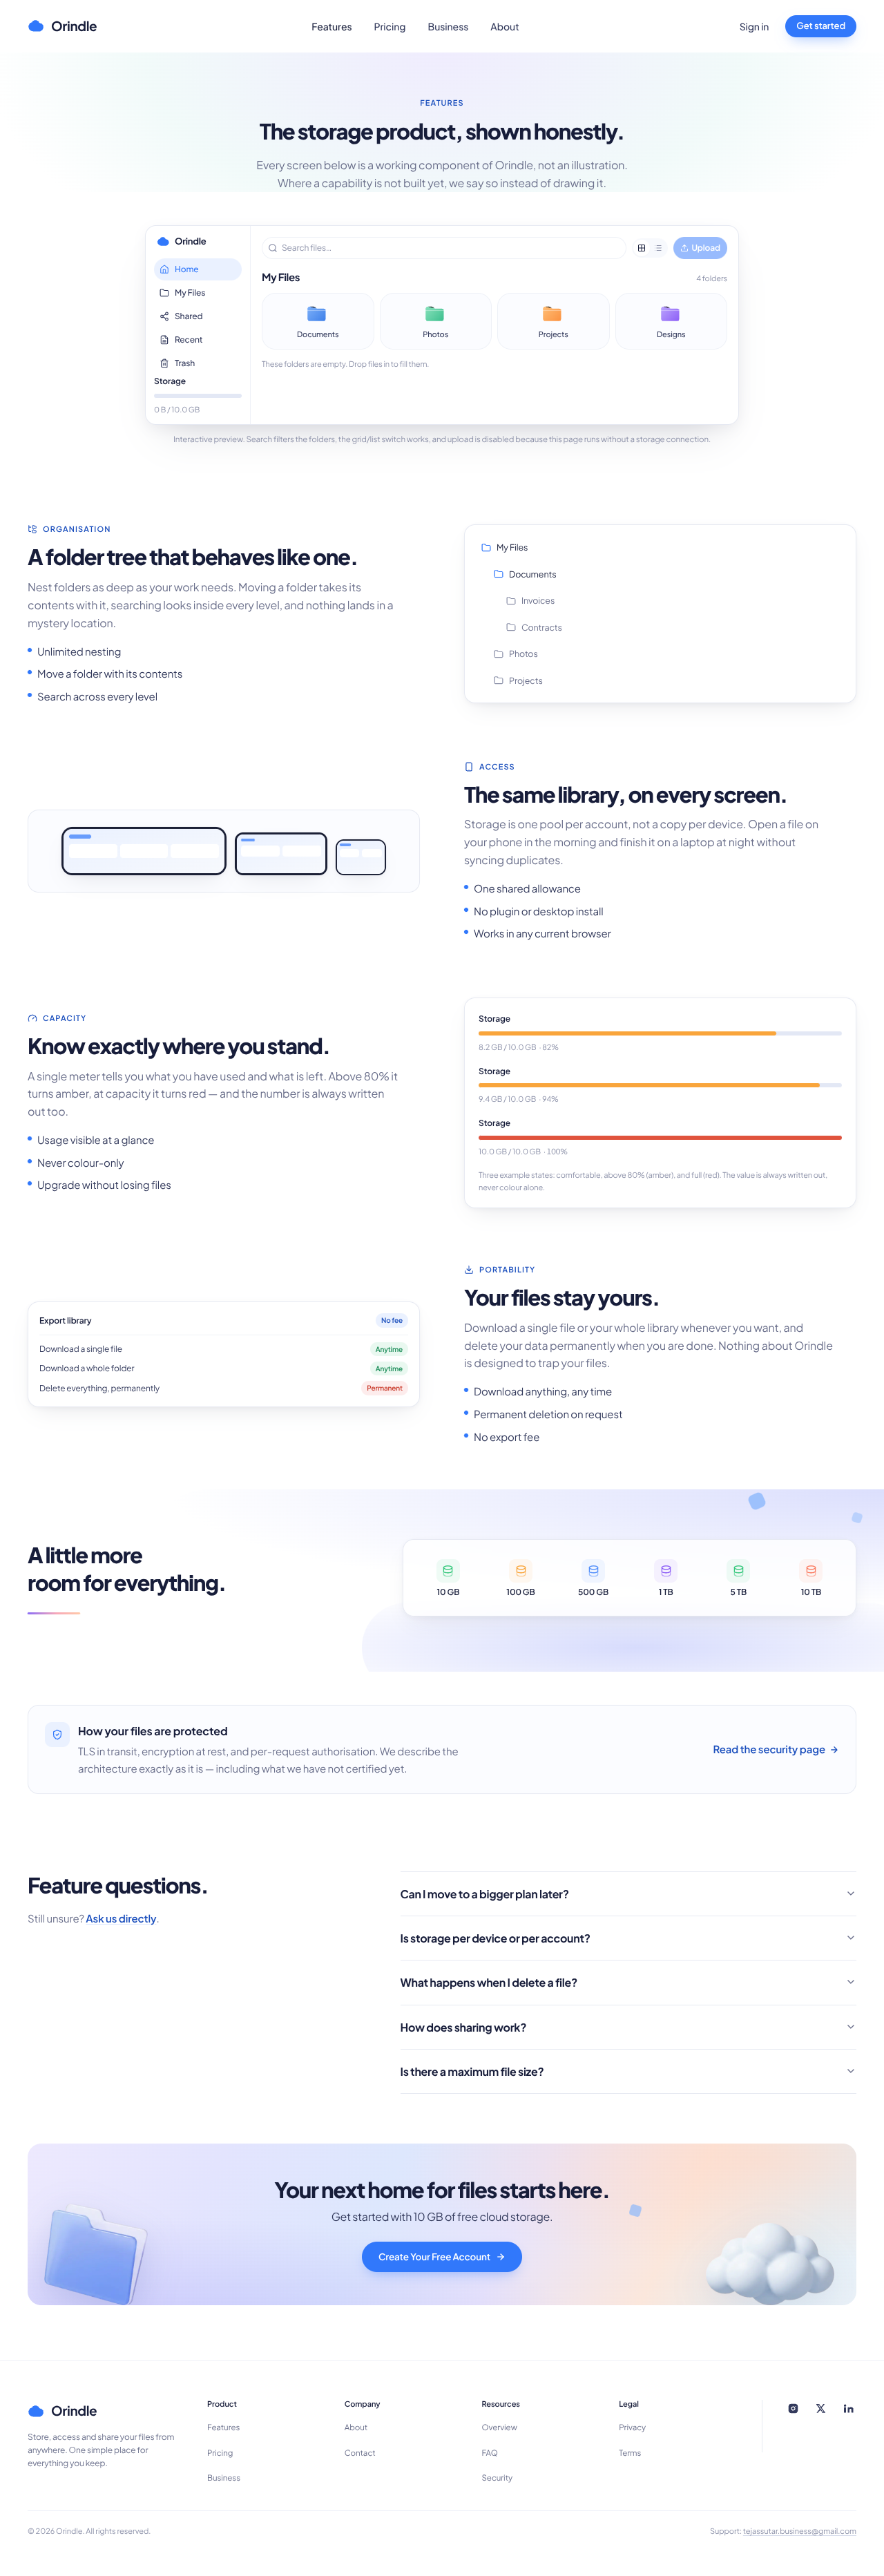 Orindle
Features
Pricing
Business
About
Sign in
Get started
FEATURES
The storage product, shown honestly.
Every screen below is a working component of Orindle, not an illustration.
Where a capability is not built yet, we say so instead of drawing it.
Orindle
Home
My Files
Shared
Recent
Trash
Storage
0 B / 10.0 GB
Search files...
Upload
My Files
4 folders
Documents
Photos
Projects
Designs
These folders are empty. Drop files in to fill them.
Interactive preview. Search filters the folders, the grid/list switch works, and upload is disabled because this page runs without a storage connection.
ORGANISATION
A folder tree that behaves like one.
Nest folders as deep as your work needs. Moving a folder takes its
contents with it, searching looks inside every level, and nothing lands in a
mystery location.
Unlimited nesting
Move a folder with its contents
Search across every level
My Files
Documents
Invoices
Contracts
Photos
Projects
ACCESS
The same library, on every screen.
Storage is one pool per account, not a copy per device. Open a file on
your phone in the morning and finish it on a laptop at night without
syncing duplicates.
One shared allowance
No plugin or desktop install
Works in any current browser
CAPACITY
Know exactly where you stand.
A single meter tells you what you have used and what is left. Above 80% it
turns amber, at capacity it turns red — and the number is always written
out too.
Usage visible at a glance
Never colour-only
Upgrade without losing files
Storage
8.2 GB / 10.0 GB · 82%
Storage
9.4 GB / 10.0 GB · 94%
Storage
10.0 GB / 10.0 GB · 100%
Three example states: comfortable, above 80% (amber), and full (red). The value is always written out,
never colour alone.
PORTABILITY
Your files stay yours.
Download a single file or your whole library whenever you want, and
delete your data permanently when you are done. Nothing about Orindle
is designed to trap your files.
Download anything, any time
Permanent deletion on request
No export fee
Export library
No fee
Download a single file
Anytime
Download a whole folder
Anytime
Delete everything, permanently
Permanent
A little more
room for everything.
10 GB
100 GB
500 GB
1 TB
5 TB
10 TB
How your files are protected
TLS in transit, encryption at rest, and per-request authorisation. We describe the
architecture exactly as it is — including what we have not certified yet.
Read the security page →
Feature questions.
Still unsure? Ask us directly.
Can I move to a bigger plan later?
Is storage per device or per account?
What happens when I delete a file?
How does sharing work?
Is there a maximum file size?
Your next home for files starts here.
Get started with 10 GB of free cloud storage.
Create Your Free Account →
Orindle
Store, access and share your files from
anywhere. One simple place for
everything you keep.
Product
Features
Pricing
Business
Company
About
Contact
Resources
Overview
FAQ
Security
Legal
Privacy
Terms
© 2026 Orindle. All rights reserved.
Support: tejassutar.business@gmail.com